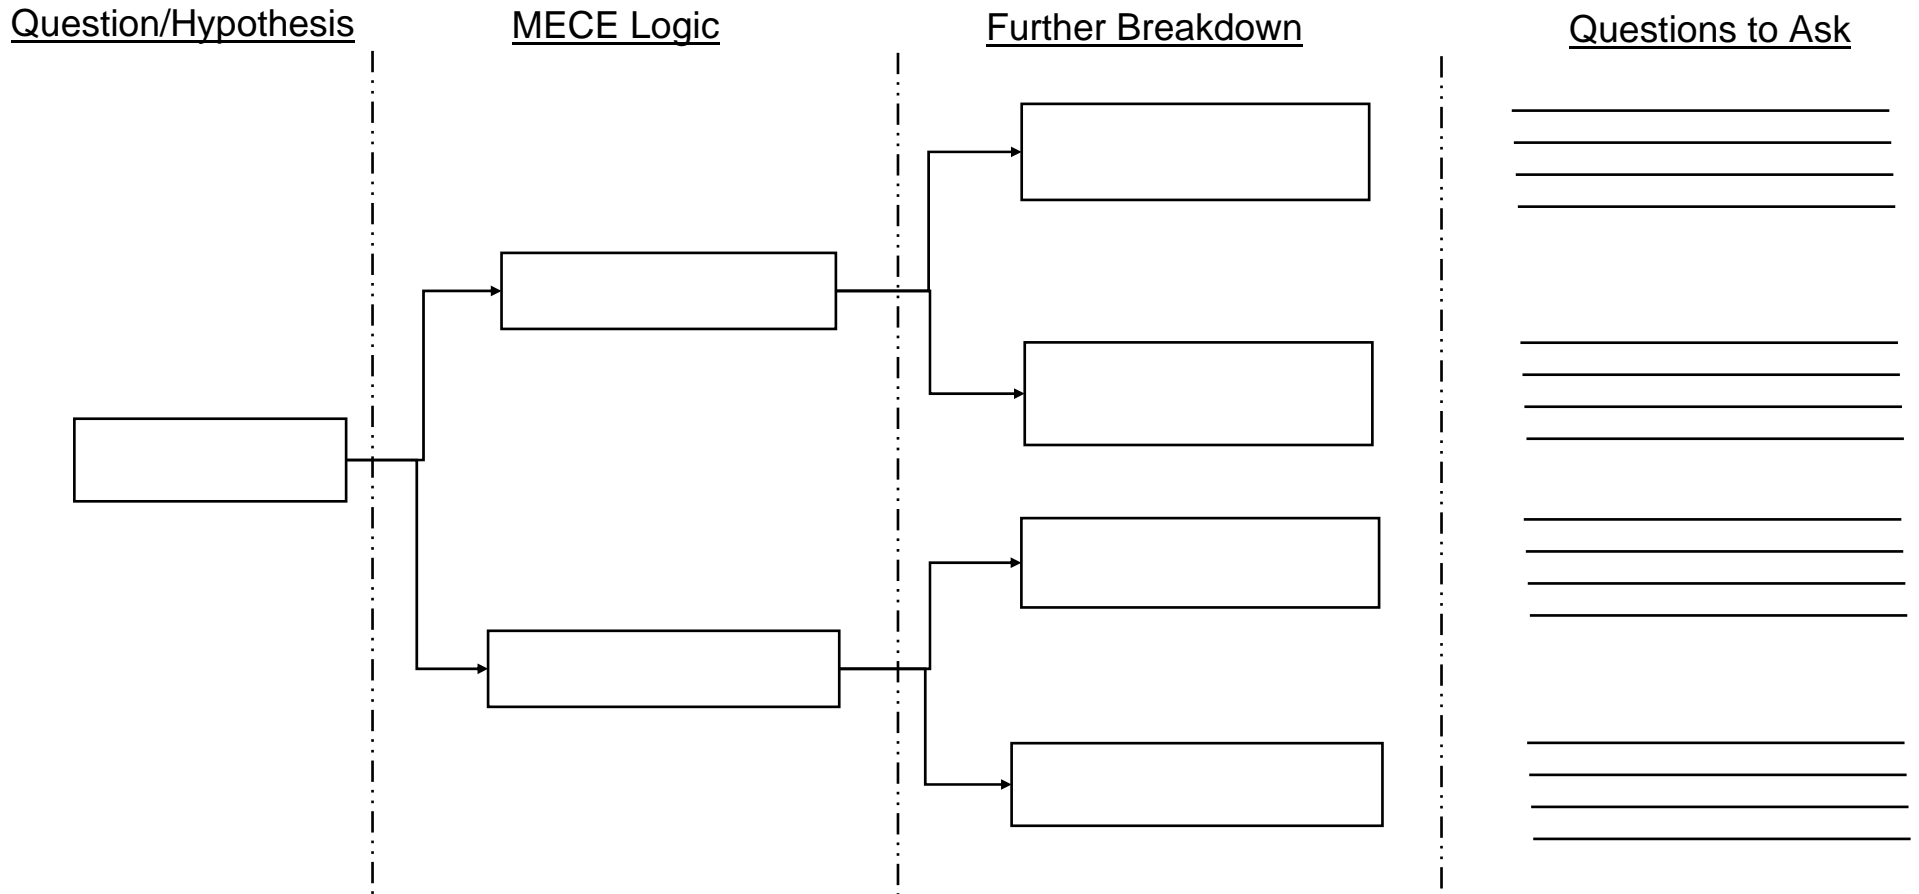 Question/Hypothesis
MECE Logic
Further Breakdown
Questions to Ask